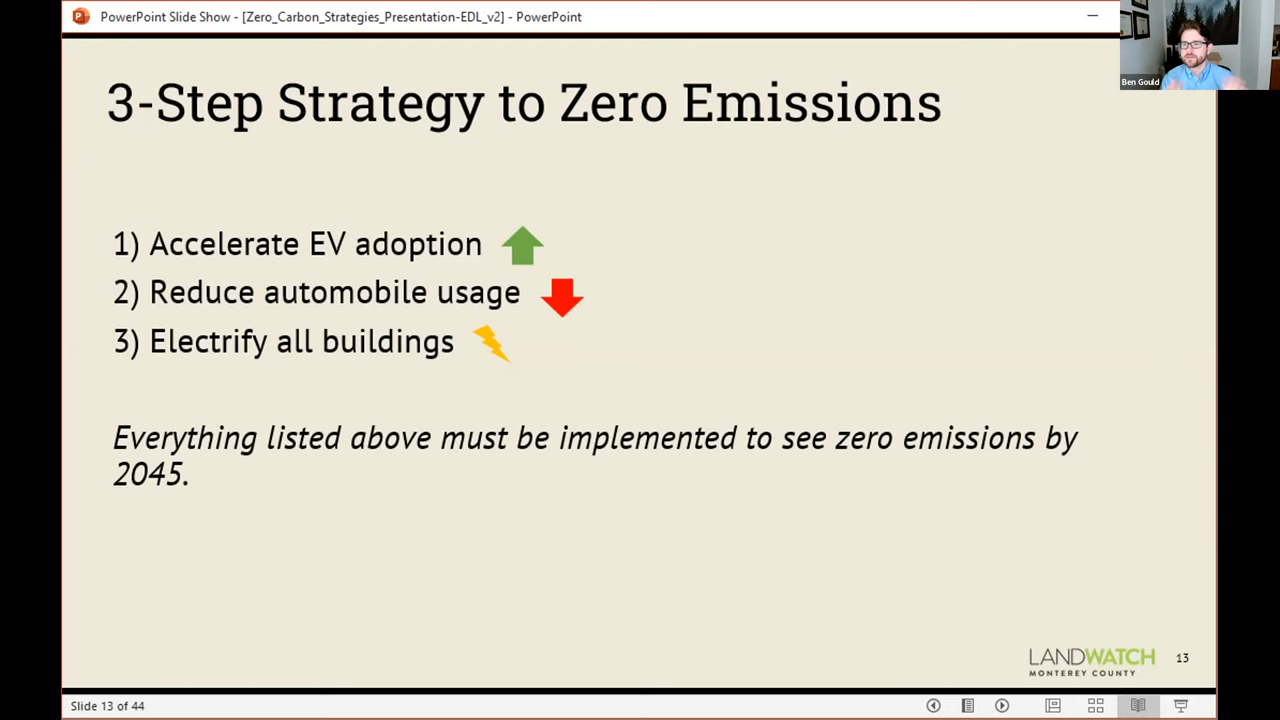 PowerPoint Slide Show - [Zero_Carbon_Strategies_Presentation-EDL_v2] - PowerPoint
Ben Gould
3-Step Strategy to Zero Emissions
1) Accelerate EV adoption
2) Reduce automobile usage
3) Electrify all buildings
Everything listed above must be implemented to see zero emissions by
2045.
LANDWATCH
MONTEREY COUNTY
13
Slide 13 of 44